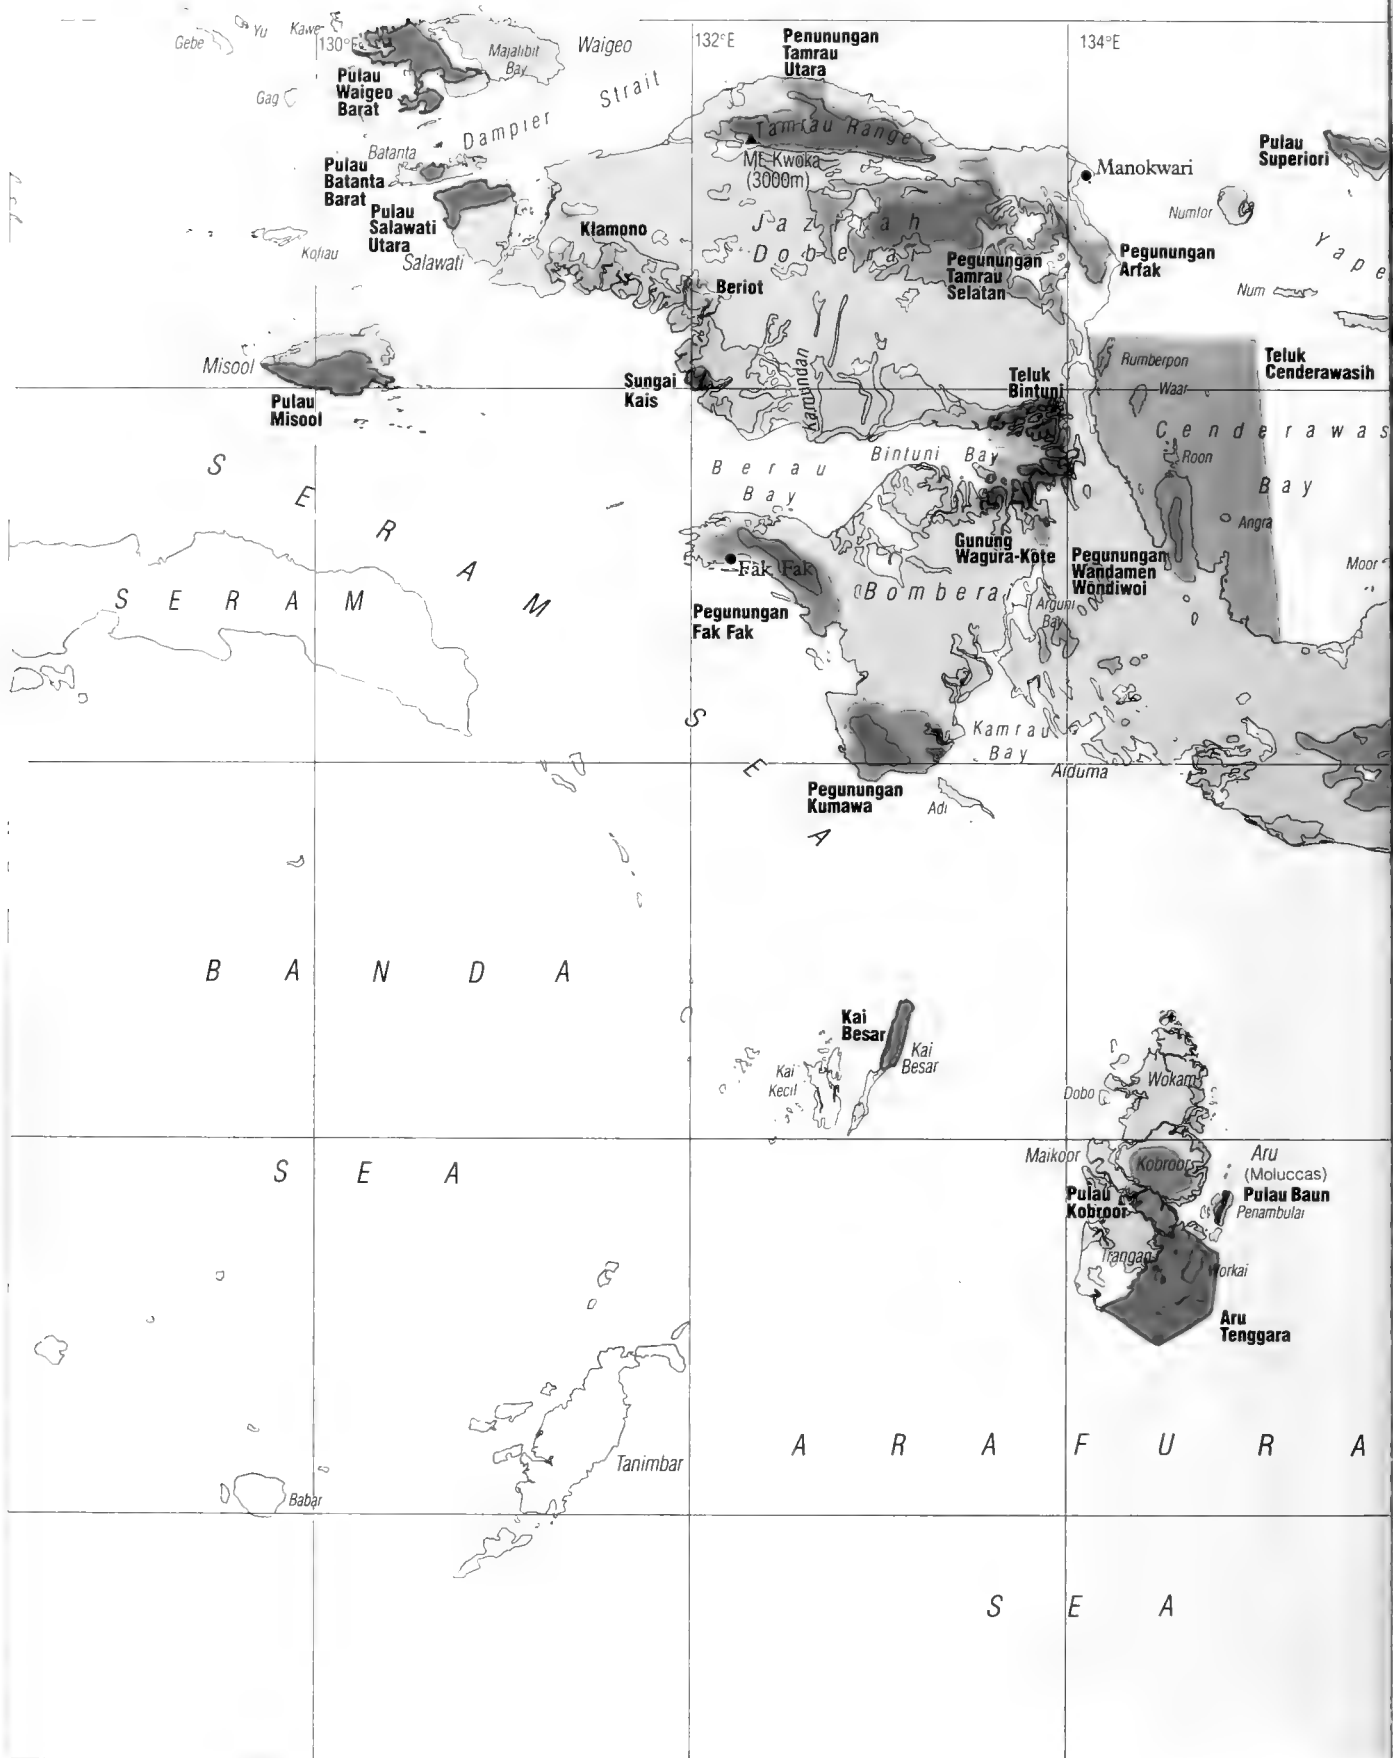 Gebe
Yu
Kawe
130°E
Majalibit
Bay
Waigeo
132°E
Penunungan
Tamrau
Utara
134°E
Pulau
Waigeo
Barat
Gag
Dampier Strait
Tamrau Range
Mt. Kwoka
(3000m)
Manokwari
Pulau
Superiori
Batanta
Pulau
Batanta
Barat
Pulau
Salawati
Utara
Salawati
Kofiau
Klamono
Jazirah
Doberai
Numfor
Yape
Beriot
Pegunungan
Tamrau
Selatan
Pegunungan
Arfak
Num
Misool
Pulau
Misool
Sungai
Kais
Kamundan
Teluk
Bintuni
Rumberpon
Waar
Teluk
Cenderawasih
Cenderawas
Bay
Roon
Angra
Moor
Berau
Bay
Bintuni Bay
SERAM
SEA
SERAM
Fak Fak
Pegunungan
Fak Fak
Gunung
Wagura-Kote
Bomberai
Arguni
Bay
Pegunungan
Wandamen
Wondiwoi
Kamrau
Bay
Aiduma
Pegunungan
Kumawa
Adi
BANDA
SEA
Kai
Besar
Kai
Besar
Kai
Kecil
Wokam
Dobo
Maikoor
Kobroor
Aru
(Moluccas)
Pulau
Kobroor
Pulau Baun
Penambulai
Trangan
Workai
Aru
Tenggara
Tanimbar
Babar
ARAFURA
SEA